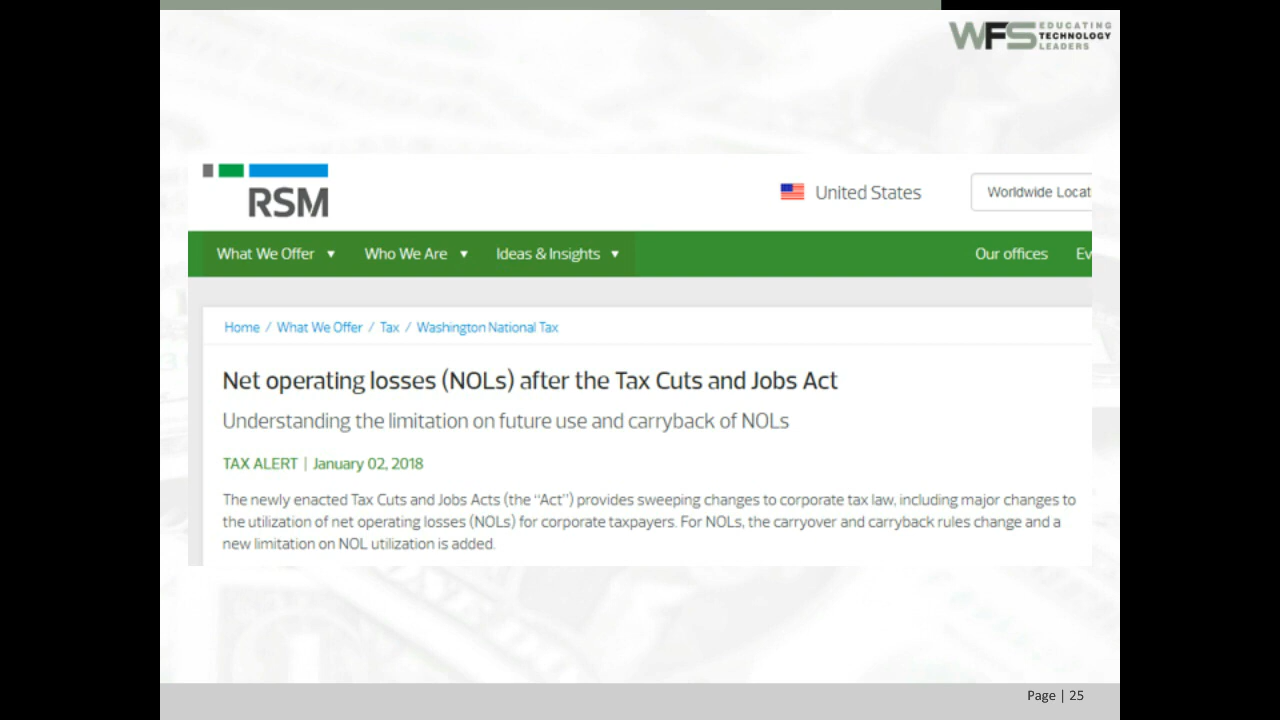 WFS EDUCATING
TECHNOLOGY
LEADERS
RSM
United States
Worldwide Locat
What We Offer ▼ Who We Are ▼ Ideas & Insights ▼ Our offices Ev
Home / What We Offer / Tax / Washington National Tax
Net operating losses (NOLs) after the Tax Cuts and Jobs Act
Understanding the limitation on future use and carryback of NOLs
TAX ALERT | January 02, 2018
The newly enacted Tax Cuts and Jobs Acts (the “Act”) provides sweeping changes to corporate tax law, including major changes to
the utilization of net operating losses (NOLs) for corporate taxpayers. For NOLs, the carryover and carryback rules change and a
new limitation on NOL utilization is added.
Page | 25